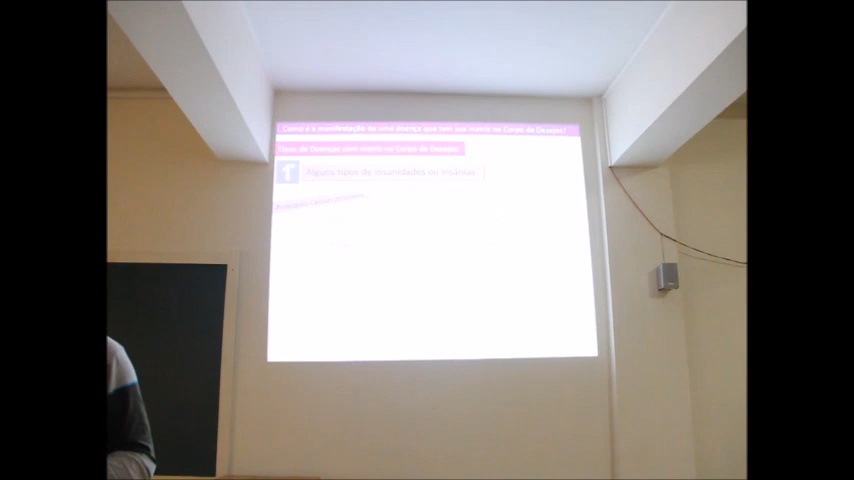 Como é a manifestação de uma doença que tem sua matriz no Corpo de Desejos?
Tipos de Doenças com matriz no Corpo de Desejos:
f Alguns tipos de Insanidades ou Insânias
Principais